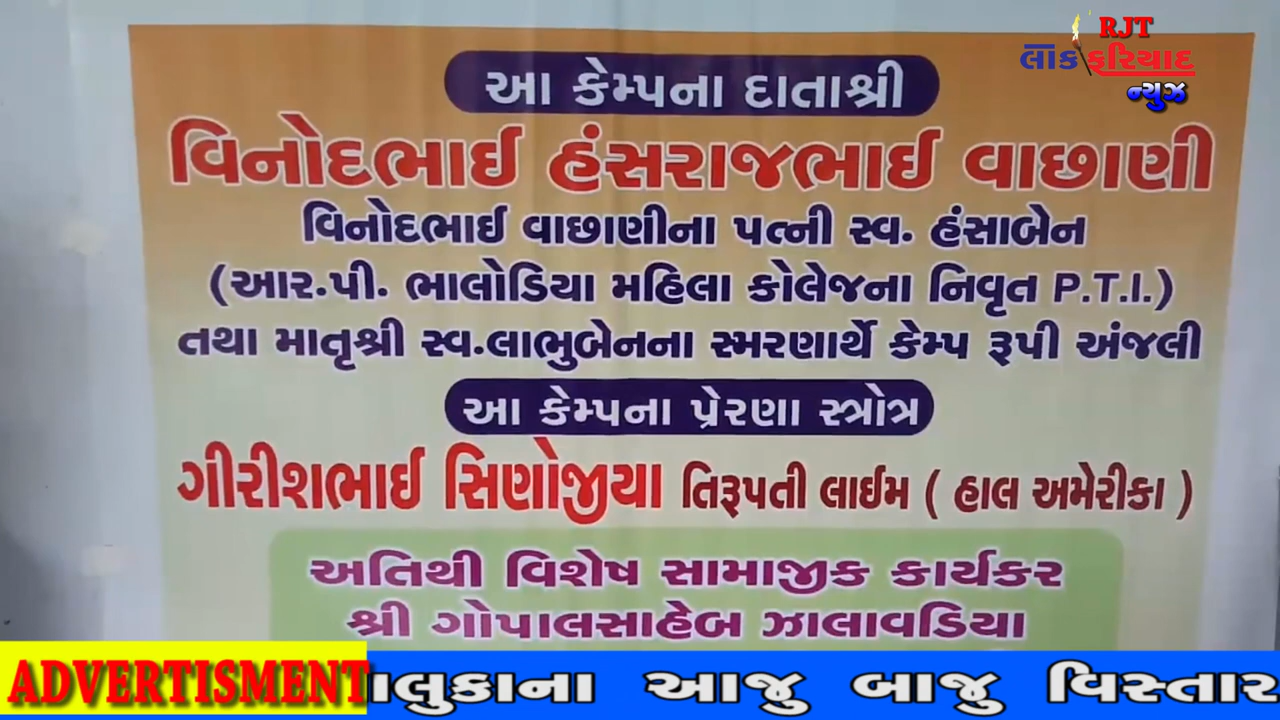 RJT
લોક ફરિયાદ
ન્યુઝ
આ કેમ્પના દાતાશ્રી
વિનોદભાઈ હંસરાજભાઈ વાછાણી
વિનોદભાઈ વાછાણીના પત્ની સ્વ. હંસાબેન
(આર.પી. ભાલોડિયા મહિલા કોલેજના નિવૃત P.T.I.)
તથા માતૃશ્રી સ્વ.લાભુબેનના સ્મરણાર્થે કેમ્પ રૂપી અંજલી
આ કેમ્પના પ્રેરણા સ્ત્રોત્ર
ગીરીશભાઈ સિણોજીયા તિરૂપતી લાઈમ ( હાલ અમેરીકા )
અતિથી વિશેષ સામાજીક કાર્યકર
શ્રી ગોપાલસાહેબ ઝાલાવડિયા
ADVERTISMENT ાલુકાના આજુ બાજુ વિસ્તાર